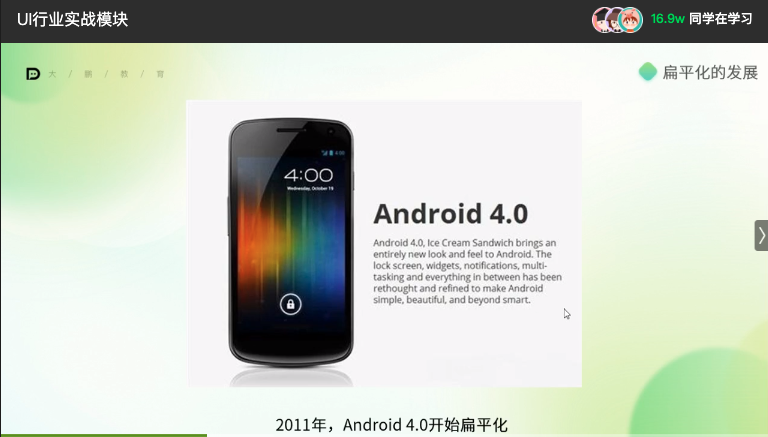 UI行业实战模块
16.9w 同学在学习
大 / 鹏 / 教 / 育
扁平化的发展
4:00
4:00
Wednesday, October 19
Android 4.0
Android 4.0, Ice Cream Sandwich brings an
entirely new look and feel to Android. The
lock screen, widgets, notifications, multi-
tasking and everything in between has been
rethought and refined to make Android
simple, beautiful, and beyond smart.
2011年，Android 4.0开始扁平化